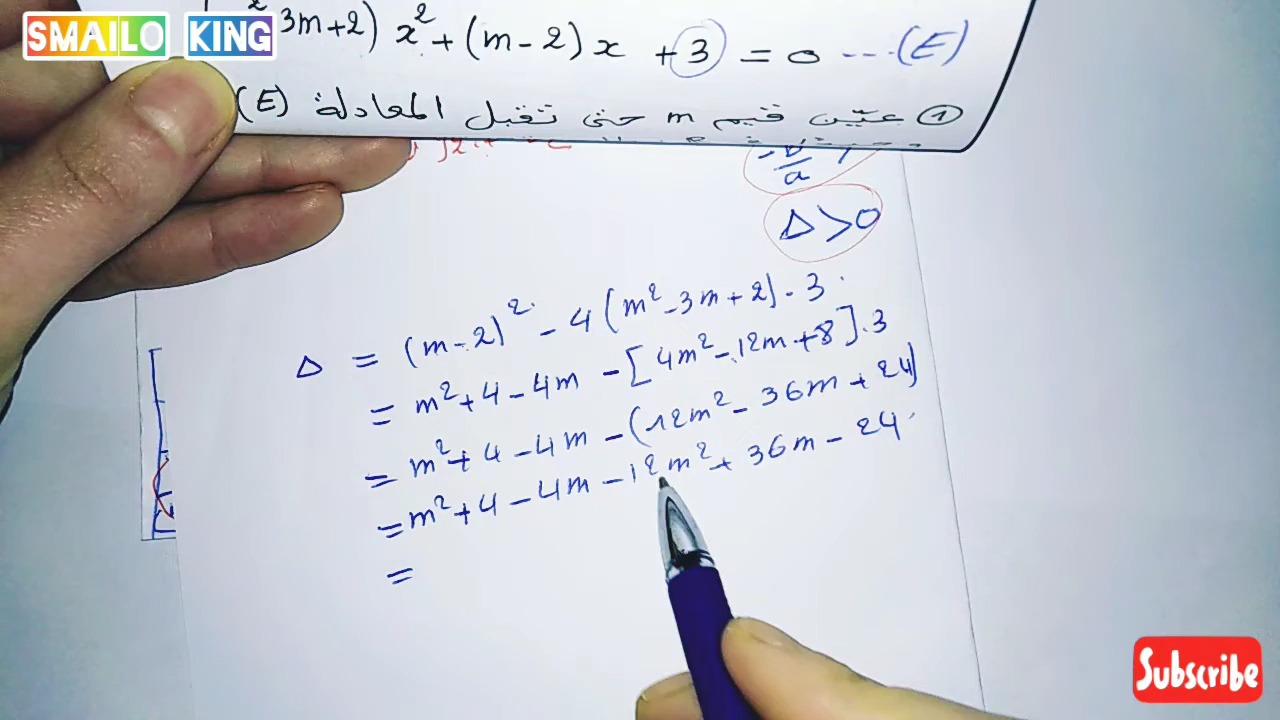 SMAILO KING
3m+2) x² + (m-2) x + 3 = 0 ---(E)
① عيّن قيم m حتى تقبل المعادلة (E)
a
Δ > 0
Δ = (m-2)² - 4(m²-3m+2)·3
= m²+4-4m -[4m²-12m+8]·3
= m²+4-4m -(12m²-36m+24)
= m²+4-4m-12m²+36m-24
=
Subscribe